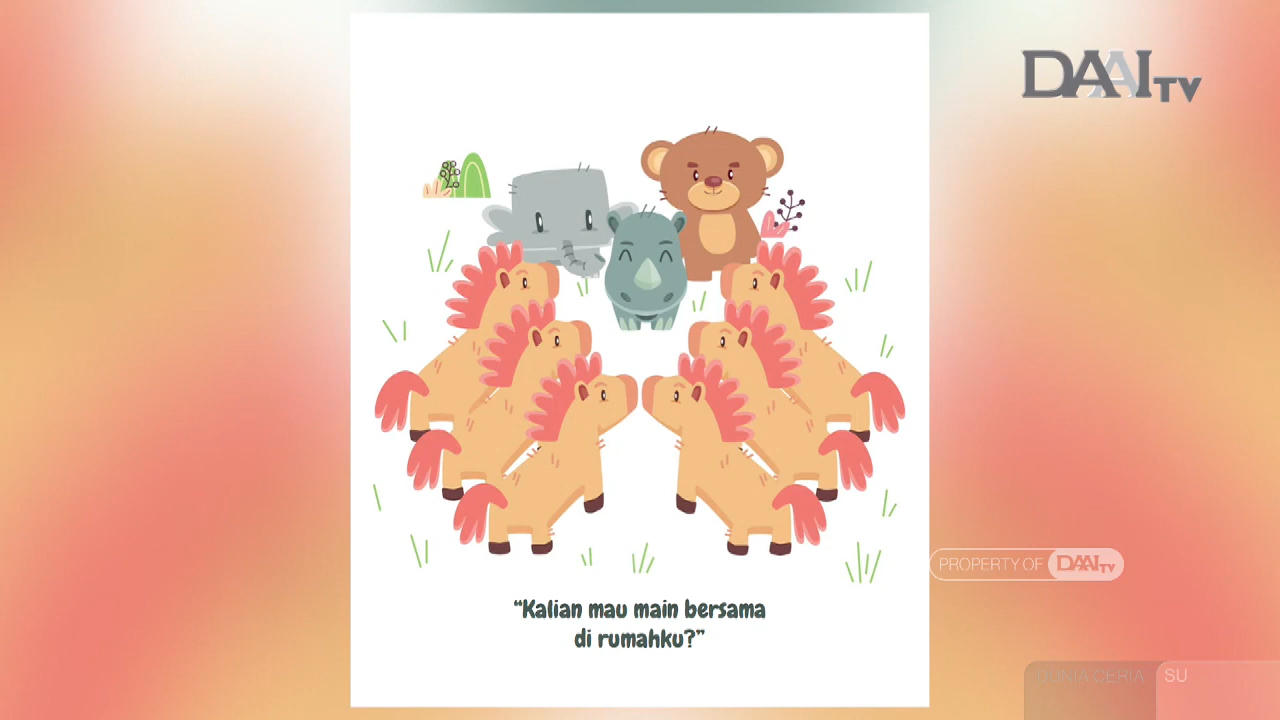 DAAI TV
“Kalian mau main bersama
di rumahku?”
PROPERTY OF DAAI TV
DUNIA CERIA SU